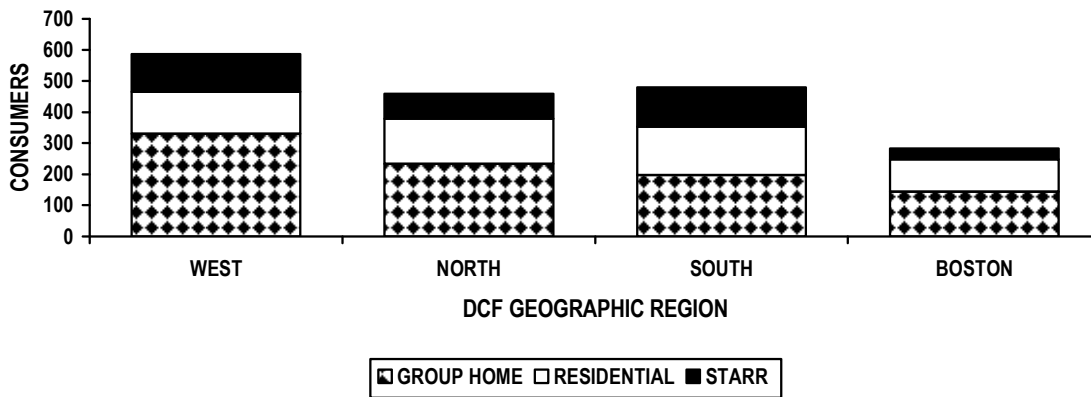 700
600
500
400
300
200
100
0
CONSUMERS
WEST
NORTH
SOUTH
BOSTON
DCF GEOGRAPHIC REGION
GROUP HOME
RESIDENTIAL
STARR